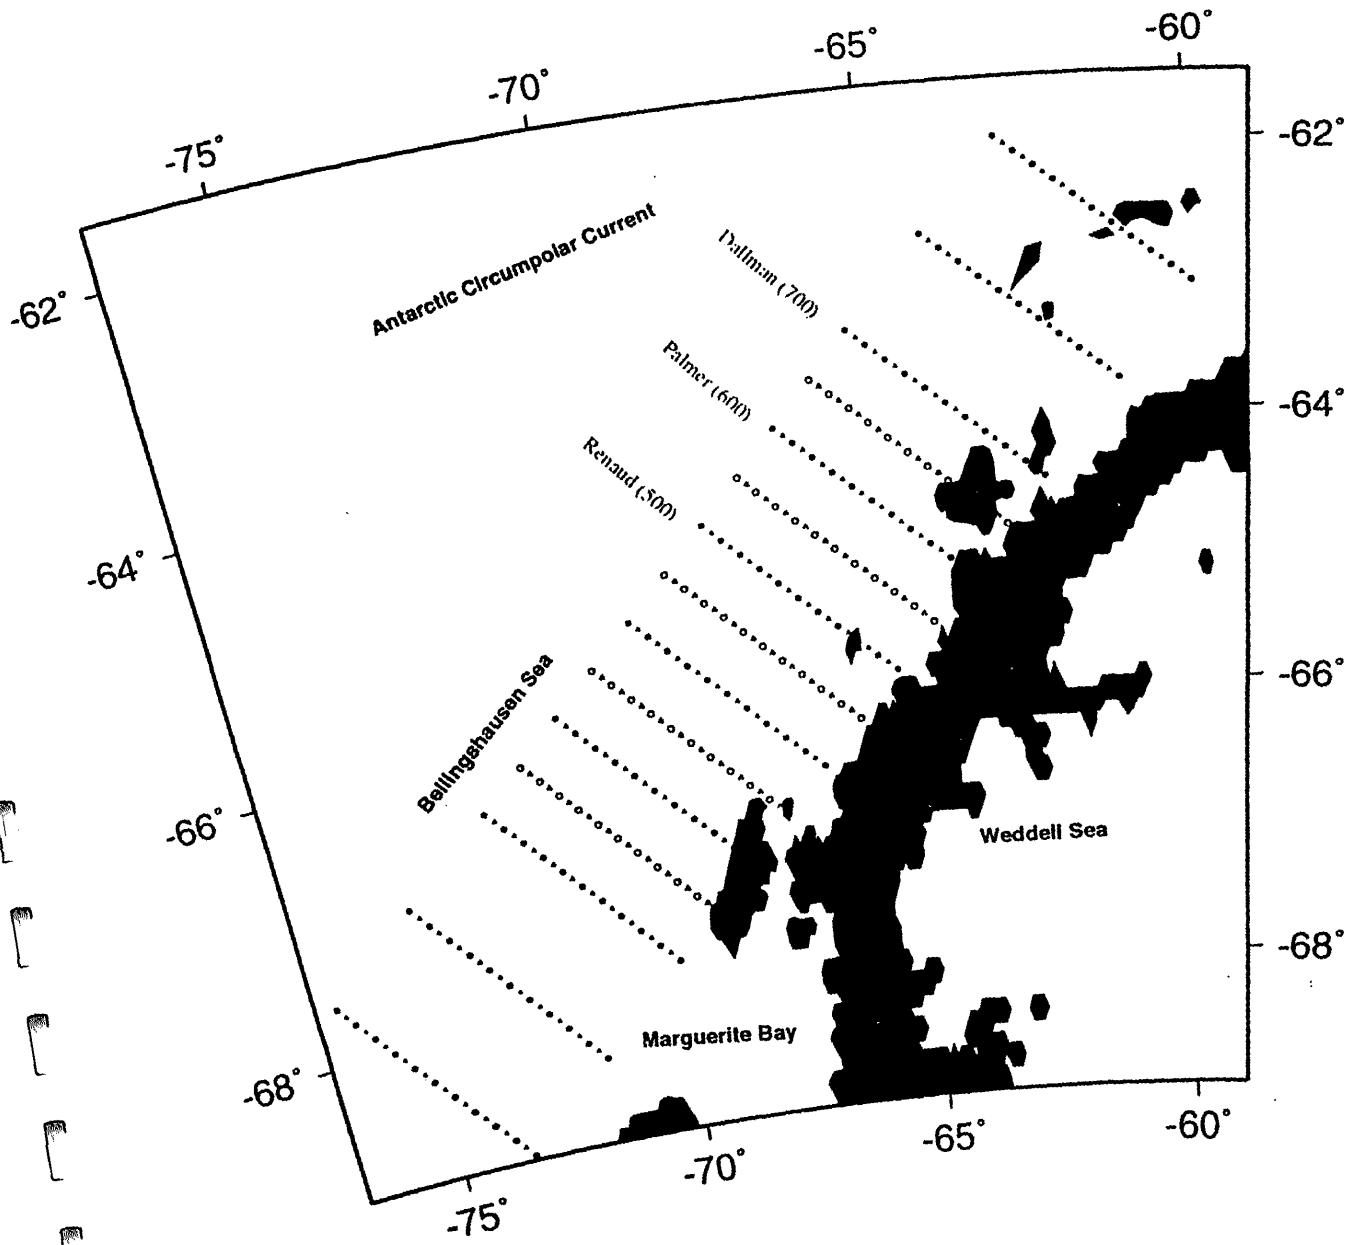 -60°
-65°
-70°
-75°
-62°
Antarctic Circumpolar Current
Dallman (700)
-62°
Palmer (600)
-64°
Renaud (500)
-64°
Bellingshausen Sea
-66°
-66°
Weddell Sea
-68°
Marguerite Bay
-68°
-60°
-65°
-70°
-75°